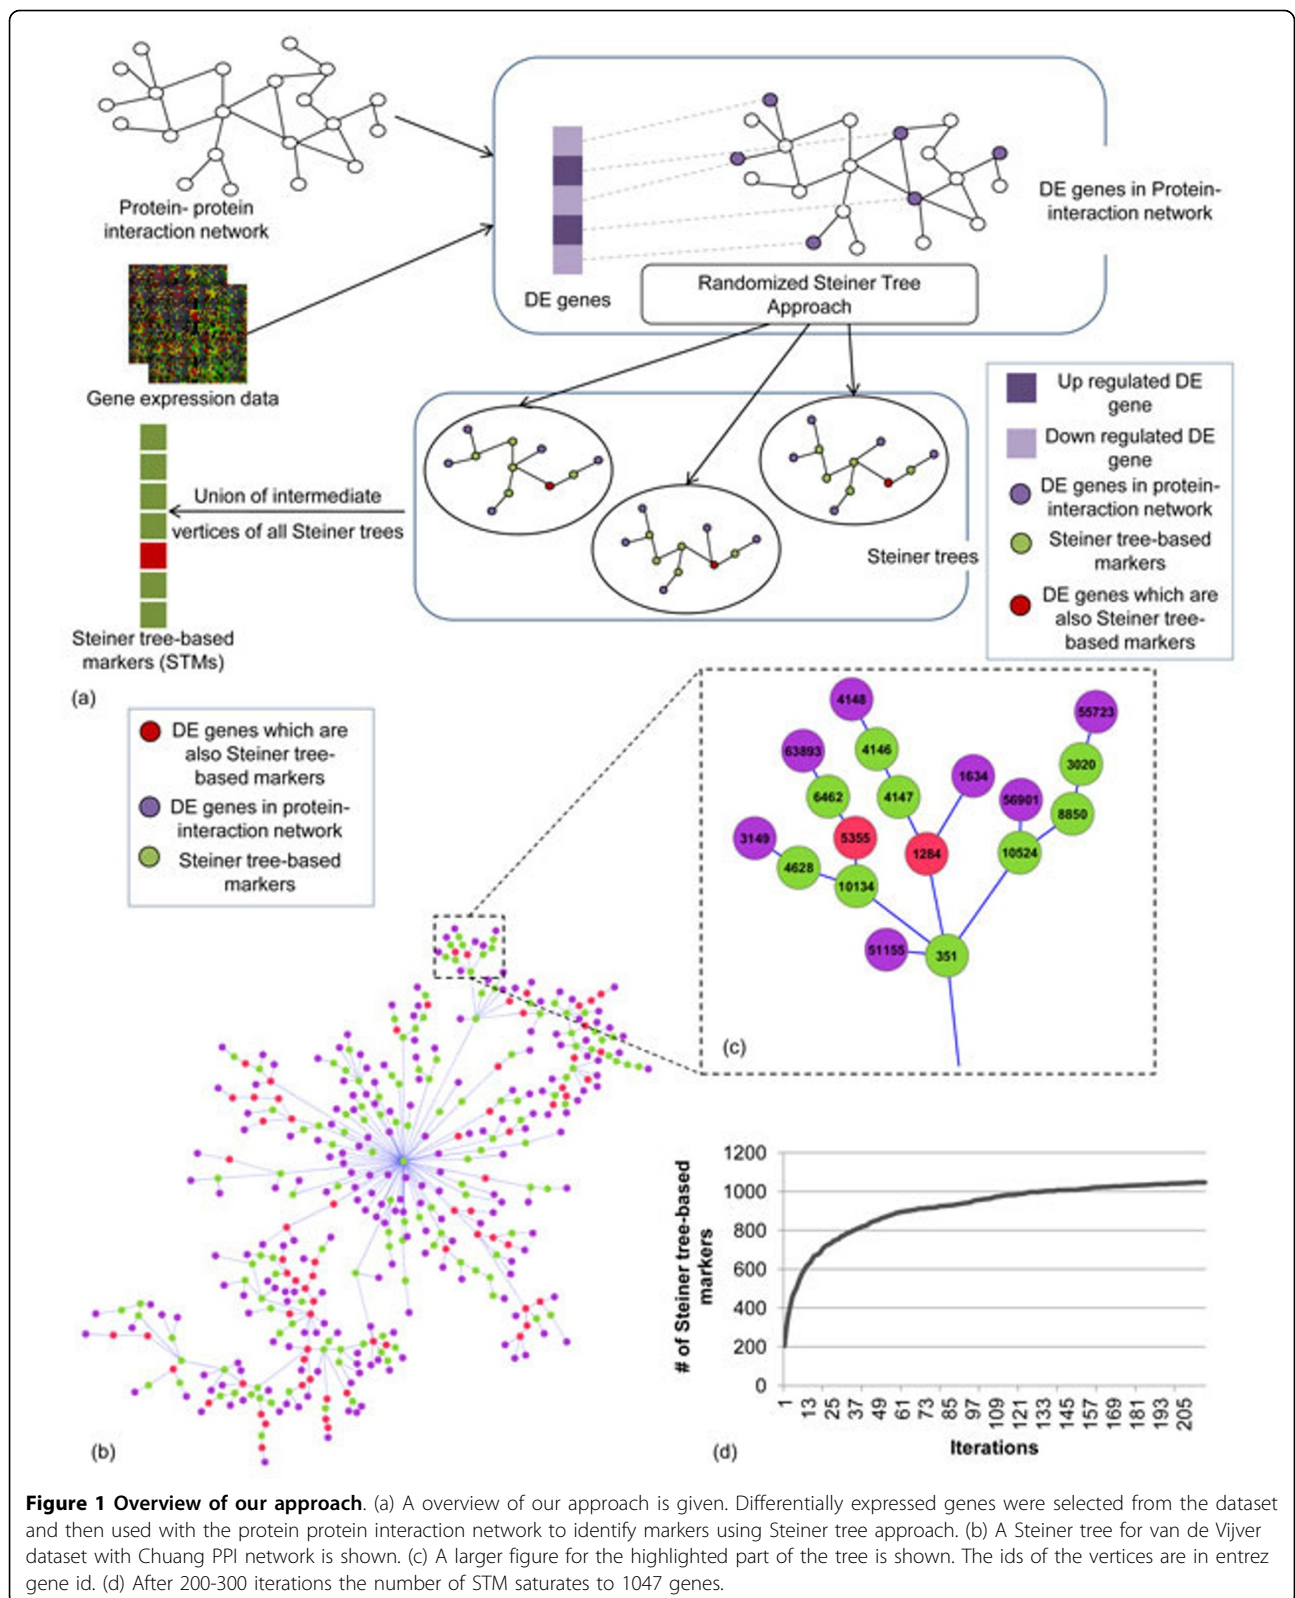 Protein- protein
interaction network
Gene expression data
DE genes
DE genes in Protein-
interaction network
Randomized Steiner Tree
Approach
Up regulated DE
gene
Down regulated DE
gene
DE genes in protein-
interaction network
Steiner tree-based
markers
DE genes which are
also Steiner tree-
based markers
Steiner trees
Union of intermediate
vertices of all Steiner trees
Steiner tree-based
markers (STMs)
(a)
DE genes which are
also Steiner tree-
based markers
DE genes in protein-
interaction network
Steiner tree-based
markers
4148
55723
63893
4146
3020
1634
6462
4147
56901
8850
3149
5355
1284
10524
4628
10134
51155
351
(c)
(b)
# of Steiner tree-based
markers
1200
1000
800
600
400
200
0
1 13 25 37 49 61 73 85 97 109 121 133 145 157 169 181 193 205
Iterations
(d)
Figure 1 Overview of our approach. (a) A overview of our approach is given. Differentially expressed genes were selected from the dataset
and then used with the protein protein interaction network to identify markers using Steiner tree approach. (b) A Steiner tree for van de Vijver
dataset with Chuang PPI network is shown. (c) A larger figure for the highlighted part of the tree is shown. The ids of the vertices are in entrez
gene id. (d) After 200-300 iterations the number of STM saturates to 1047 genes.